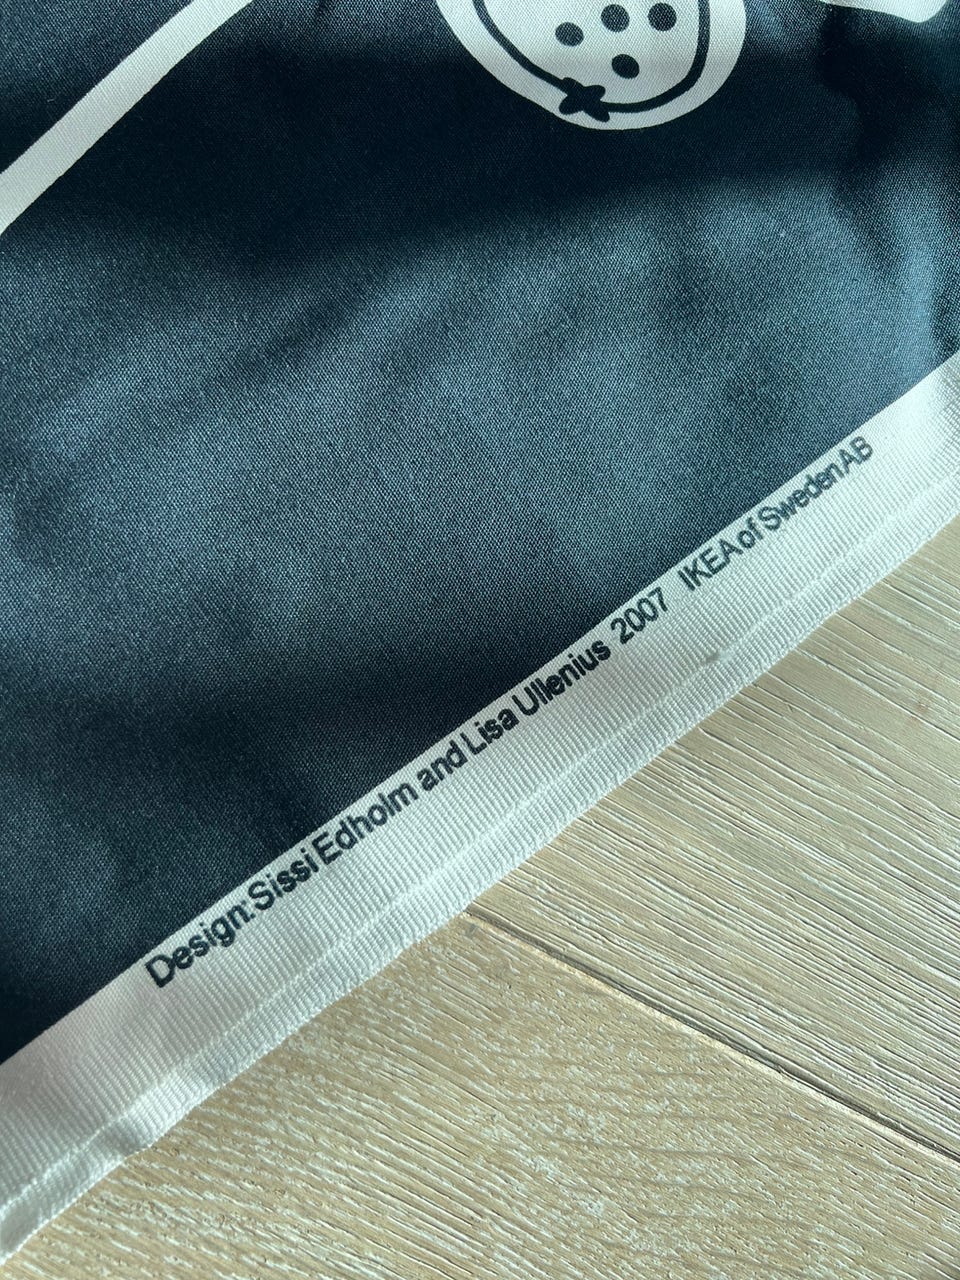 Design: Sissi Edholm and Lisa Ullenius 2007 IKEA of Sweden AB